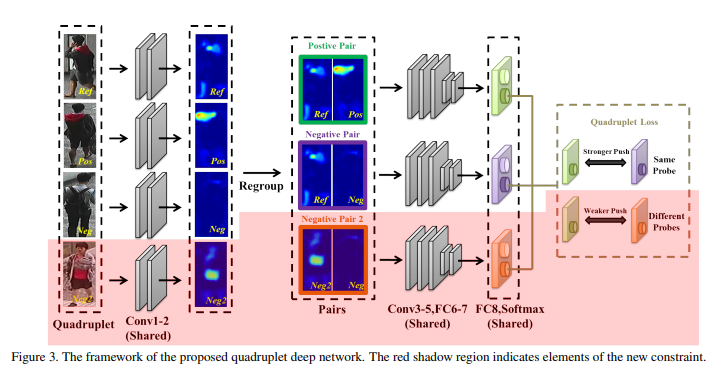 Ref
Pos
Neg
Neg2
Quadruplet
Conv1-2
(Shared)
Ref
Pos
Neg
Neg2
Regroup
Postive Pair
Ref
Pos
Negative Pair
Ref
Neg
Negative Pair 2
Neg2
Neg
Pairs
Conv3-5,FC6-7
(Shared)
FC8,Softmax
(Shared)
Quadruplet Loss
Stronger Push
Same
Probe
Weaker Push
Different
Probes
Figure 3. The framework of the proposed quadruplet deep network. The red shadow region indicates elements of the new constraint.